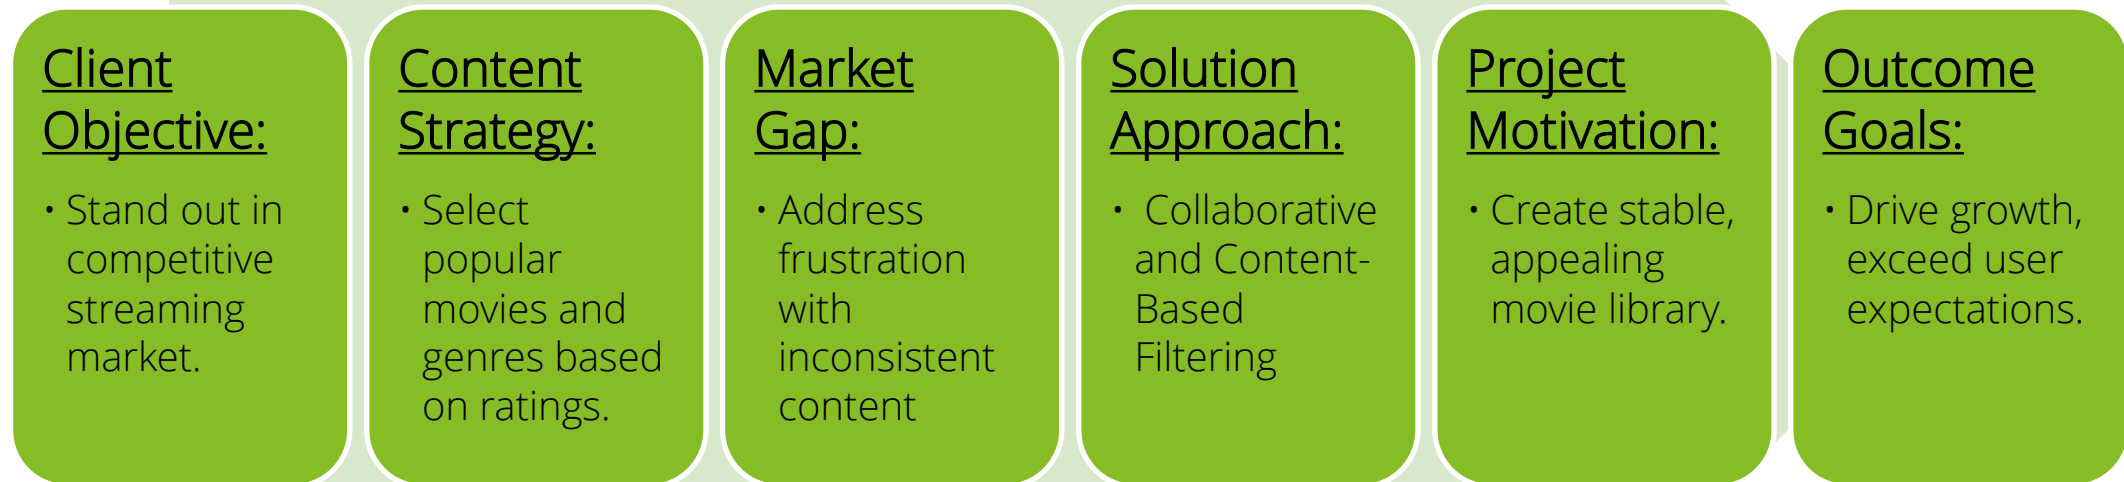 Client
Objective:
• Stand out in
competitive
streaming
market.
Content
Strategy:
• Select
popular
movies and
genres based
on ratings.
Market
Gap:
• Address
frustration
with
inconsistent
content
Solution
Approach:
• Collaborative
and Content-
Based
Filtering
Project
Motivation:
• Create stable,
appealing
movie library.
Outcome
Goals:
• Drive growth,
exceed user
expectations.